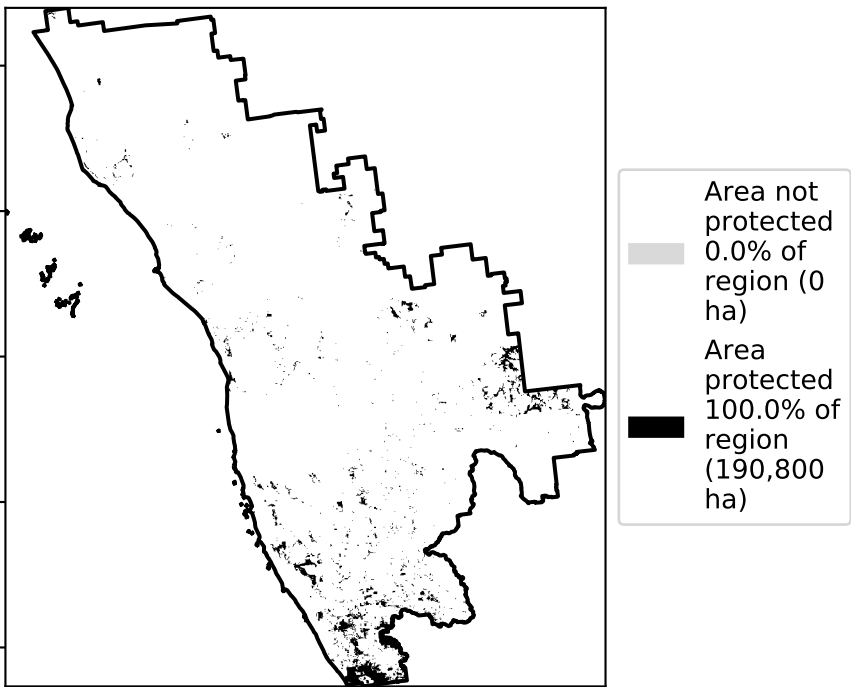 Area not
protected
0.0% of
region (0
ha)
Area
protected
100.0% of
region
(190,800
ha)